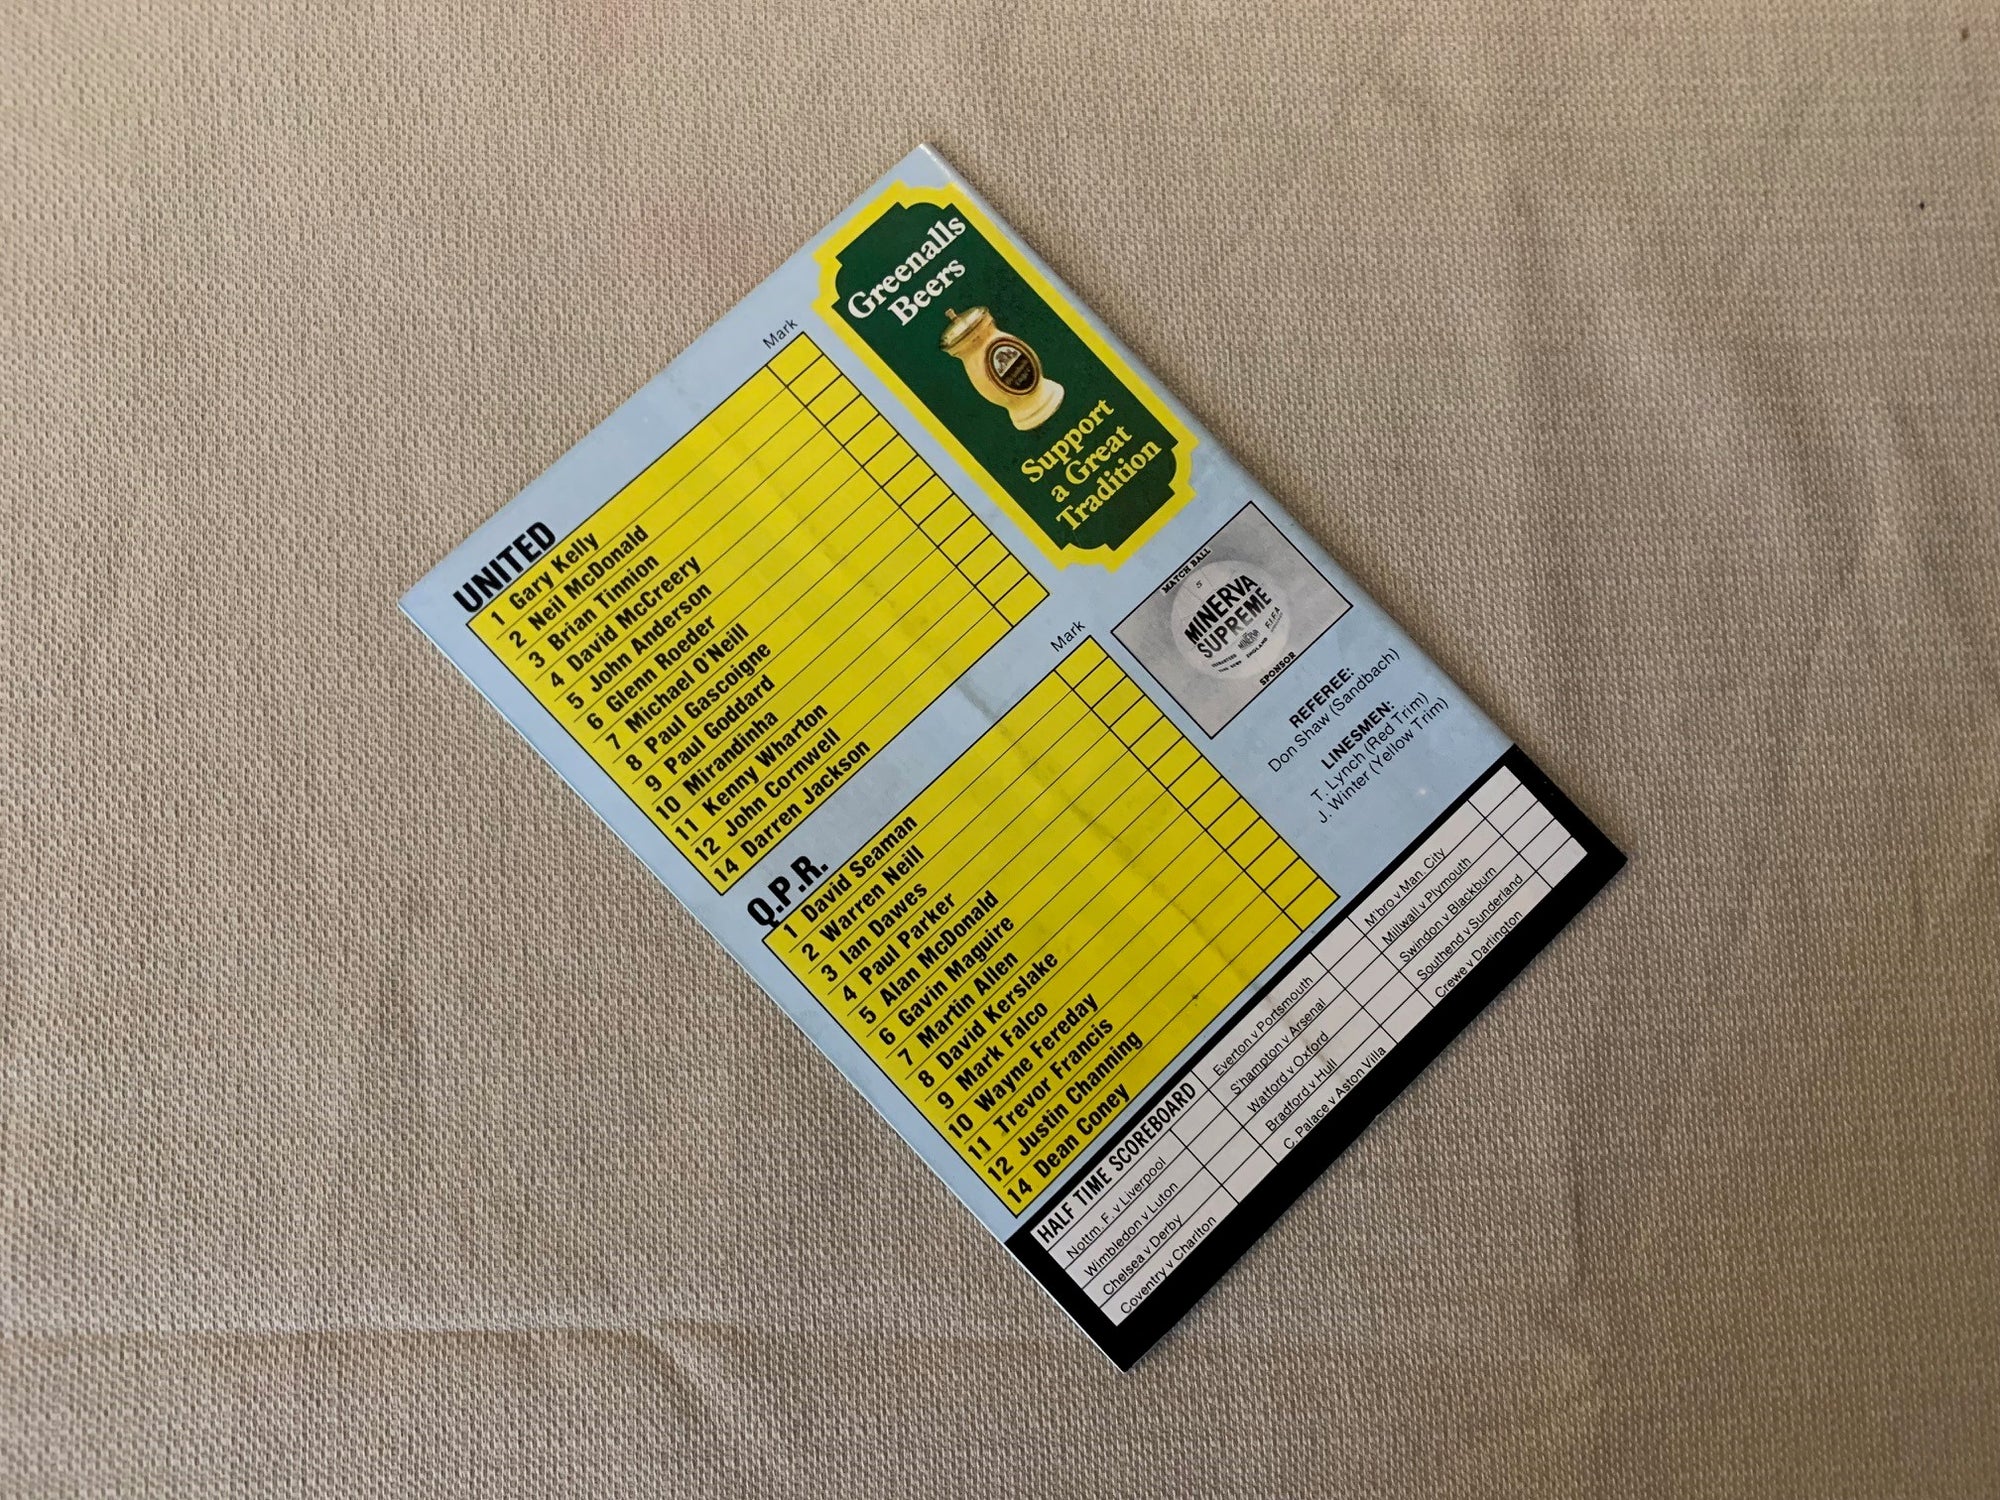 UNITED
Mark
1 Gary Kelly
2 Neil McDonald
3 Brian Tinnion
4 David McCreery
5 John Anderson
6 Glenn Roeder
7 Michael O'Neill
8 Paul Gascoigne
9 Paul Goddard
10 Mirandinha
11 Kenny Wharton
12 John Cornwell
14 Darren Jackson
Q.P.R.
Mark
1 David Seaman
2 Warren Neill
3 Ian Dawes
4 Paul Parker
5 Alan McDonald
6 Gavin Maguire
7 Martin Allen
8 David Kerslake
9 Mark Falco
10 Wayne Fereday
11 Trevor Francis
12 Justin Channing
14 Dean Coney
Greenalls
Beers
Support
a Great
Tradition
MATCH BALL
5
MINERVA
SUPREME
MINERVA
F.I.F.A
ENGLAND
SPONSOR
REFEREE:
Don Shaw (Sandbach)
LINESMEN:
T. Lynch (Red Trim)
J. Winter (Yellow Trim)
HALF TIME SCOREBOARD
Nottm. F. v Liverpool
Wimbledon v Luton
Chelsea v Derby
Coventry v Charlton
Everton v Portsmouth
S'hampton v Arsenal
Watford v Oxford
Bradford v Hull
C. Palace v Aston Villa
M'bro v Man. City
Millwall v Plymouth
Swindon v Blackburn
Southend v Sunderland
Crewe v Darlington